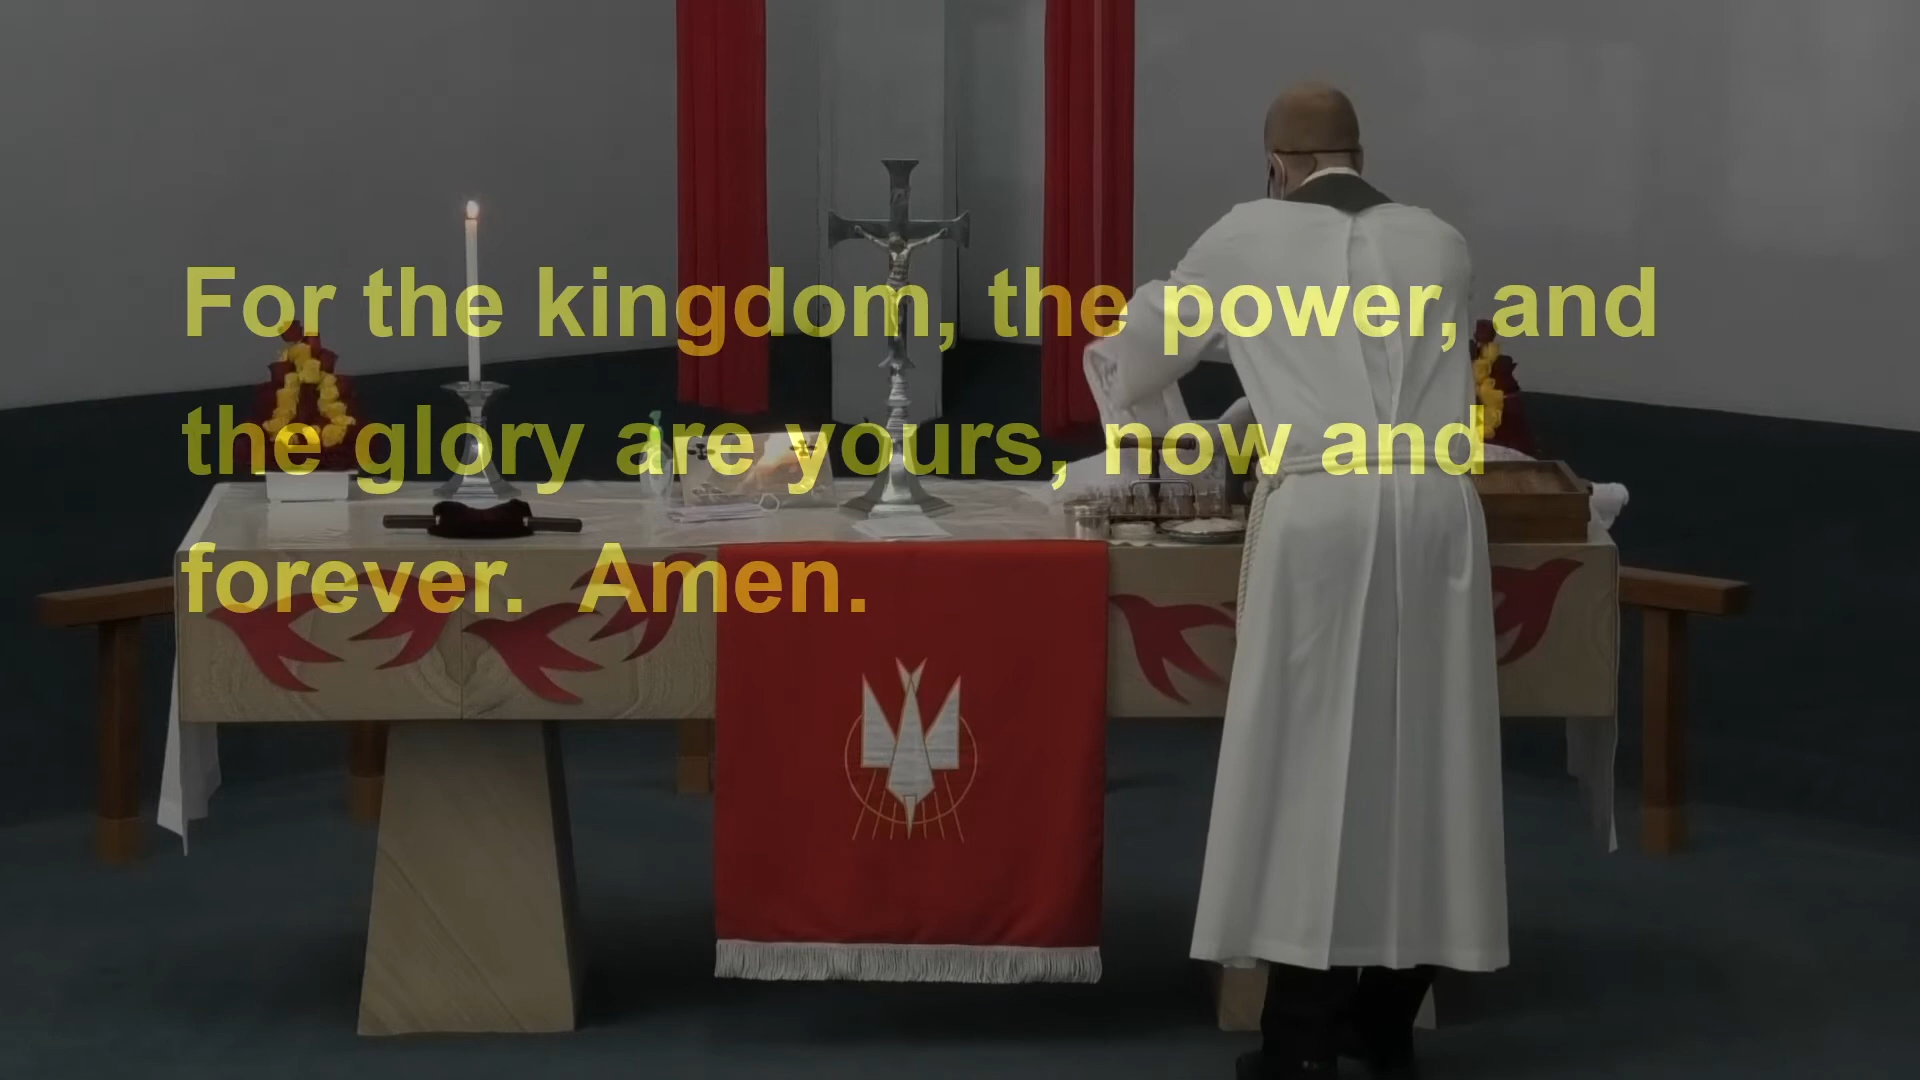 For the kingdom, the power, and
the glory are yours, now and
forever.  Amen.